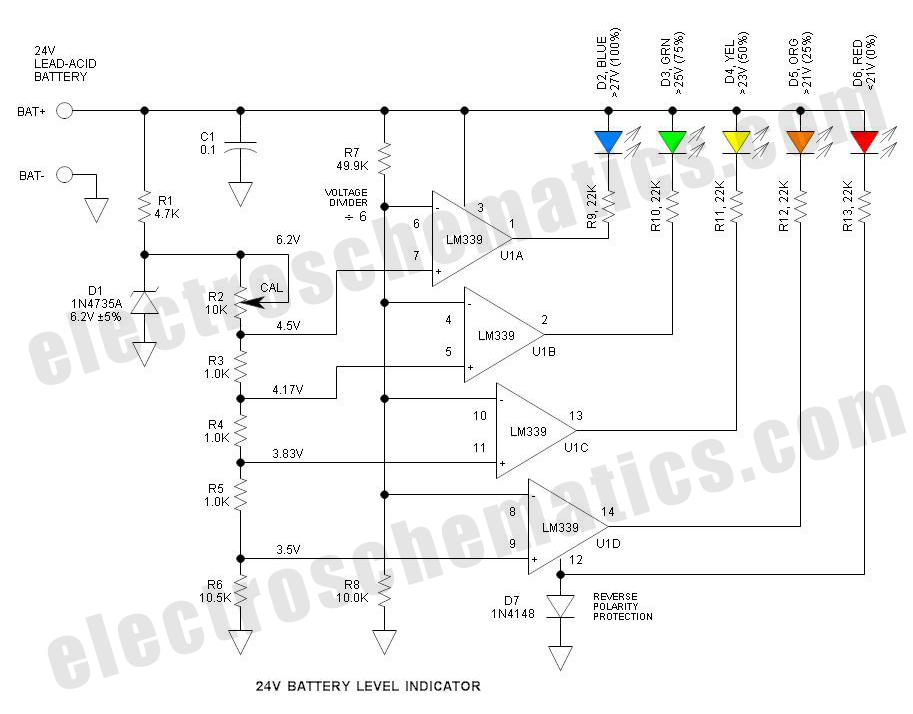 24V
LEAD-ACID
BATTERY
BAT+
BAT-
C1
0.1
R1
4.7K
R7
49.9K
VOLTAGE
DIVIDER
÷ 6
D2, BLUE
>27V (100%)
D3, GRN
>25V (75%)
D4, YEL
>23V (50%)
D5, ORG
>21V (25%)
D6, RED
<21V (0%)
R9, 22K
R10, 22K
R11, 22K
R12, 22K
R13, 22K
6.2V
D1
1N4735A
6.2V ±5%
R2
10K
CAL
4.5V
R3
1.0K
4.17V
R4
1.0K
3.83V
R5
1.0K
3.5V
R6
10.5K
R8
10.0K
6
7
3
1
LM339
U1A
4
5
2
LM339
U1B
10
11
13
LM339
U1C
8
9
14
LM339
U1D
12
D7
1N4148
REVERSE
POLARITY
PROTECTION
24V BATTERY LEVEL INDICATOR
electroschematics.com
electroschematics.com